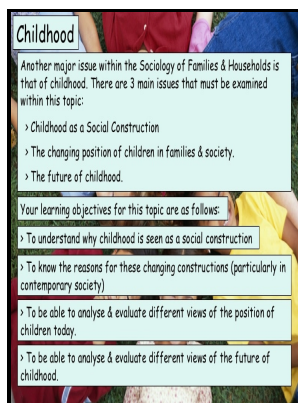 Childhood
Another major issue within the Sociology of Families & Households is
that of childhood. There are 3 main issues that must be examined
within this topic:
> Childhood as a Social Construction
> The changing position of children in families & society.
> The future of childhood.
Your learning objectives for this topic are as follows:
> To understand why childhood is seen as a social construction
> To know the reasons for these changing constructions (particularly in
contemporary society)
> To be able to analyse & evaluate different views of the position of
children today.
> To be able to analyse & evaluate different views of the future of
childhood.